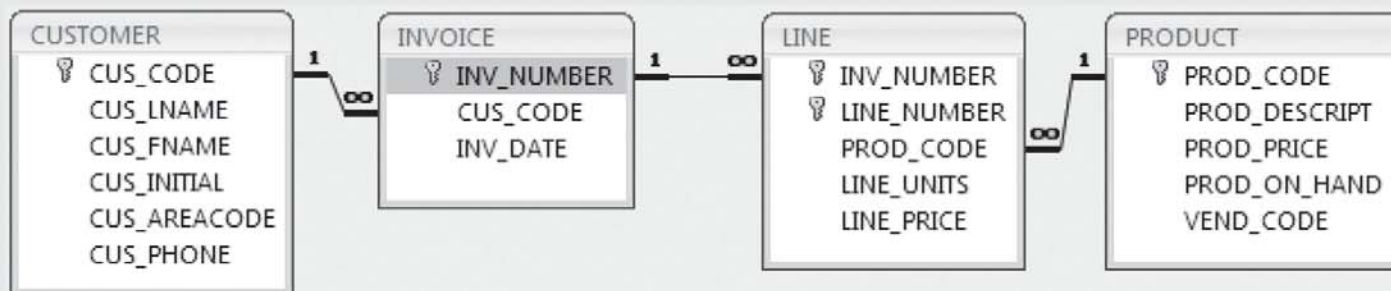 CUSTOMER
CUS_CODE
CUS_LNAME
CUS_FNAME
CUS_INITIAL
CUS_AREACODE
CUS_PHONE
1
∞
INVOICE
INV_NUMBER
CUS_CODE
INV_DATE
1
∞
LINE
INV_NUMBER
LINE_NUMBER
PROD_CODE
LINE_UNITS
LINE_PRICE
1
∞
PRODUCT
PROD_CODE
PROD_DESCRIPT
PROD_PRICE
PROD_ON_HAND
VEND_CODE